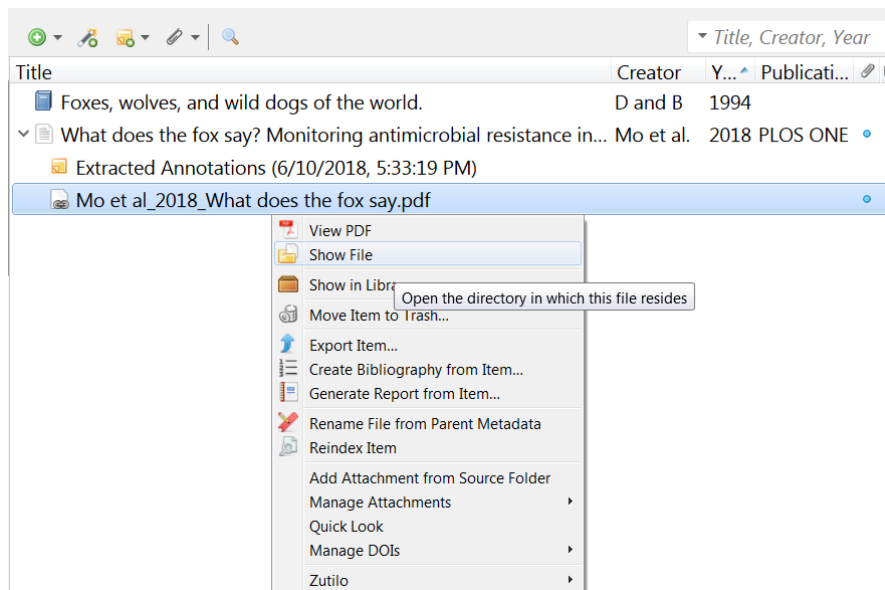 Title, Creator, Year
Title Creator Y... Publicati...
Foxes, wolves, and wild dogs of the world. D and B 1994
What does the fox say? Monitoring antimicrobial resistance in... Mo et al. 2018 PLOS ONE
Extracted Annotations (6/10/2018, 5:33:19 PM)
Mo et al_2018_What does the fox say.pdf
View PDF
Show File
Show in Libra
Open the directory in which this file resides
Move Item to Trash...
Export Item...
Create Bibliography from Item...
Generate Report from Item...
Rename File from Parent Metadata
Reindex Item
Add Attachment from Source Folder
Manage Attachments
Quick Look
Manage DOIs
Zutilo